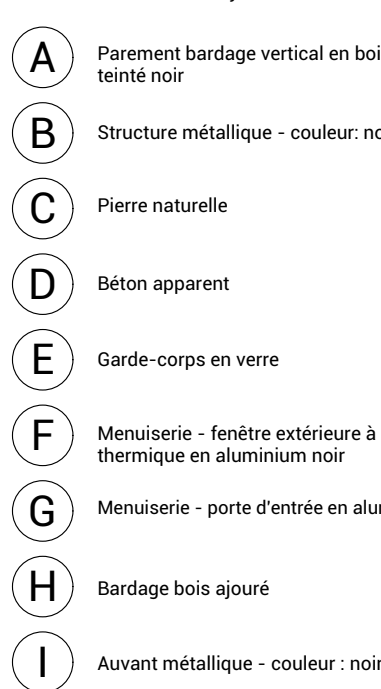 A
Parement bardage vertical en boi
teinté noir
B
Structure métallique - couleur: no
C
Pierre naturelle
D
Béton apparent
E
Garde-corps en verre
F
Menuiserie - fenêtre extérieure à
thermique en aluminium noir
G
Menuiserie - porte d'entrée en alu
H
Bardage bois ajouré
I
Auvant métallique - couleur : noir